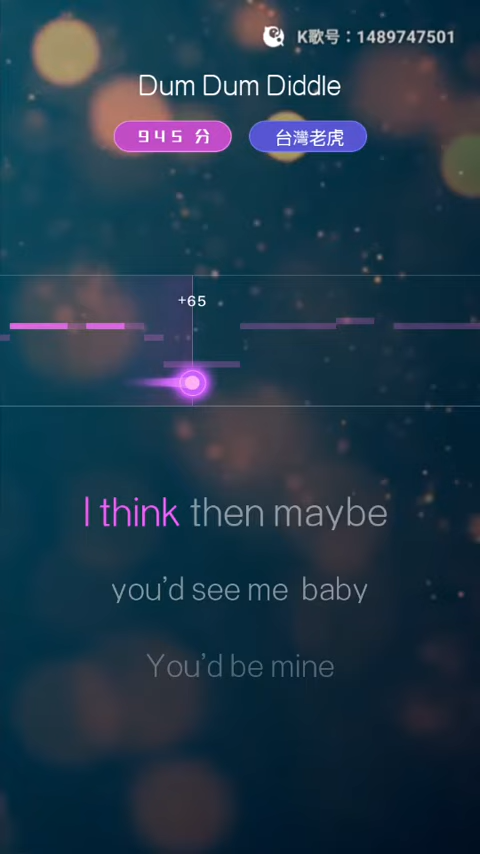 K歌号：1489747501
Dum Dum Diddle
945 分
台灣老虎
+65
I think then maybe
you'd see me baby
You'd be mine